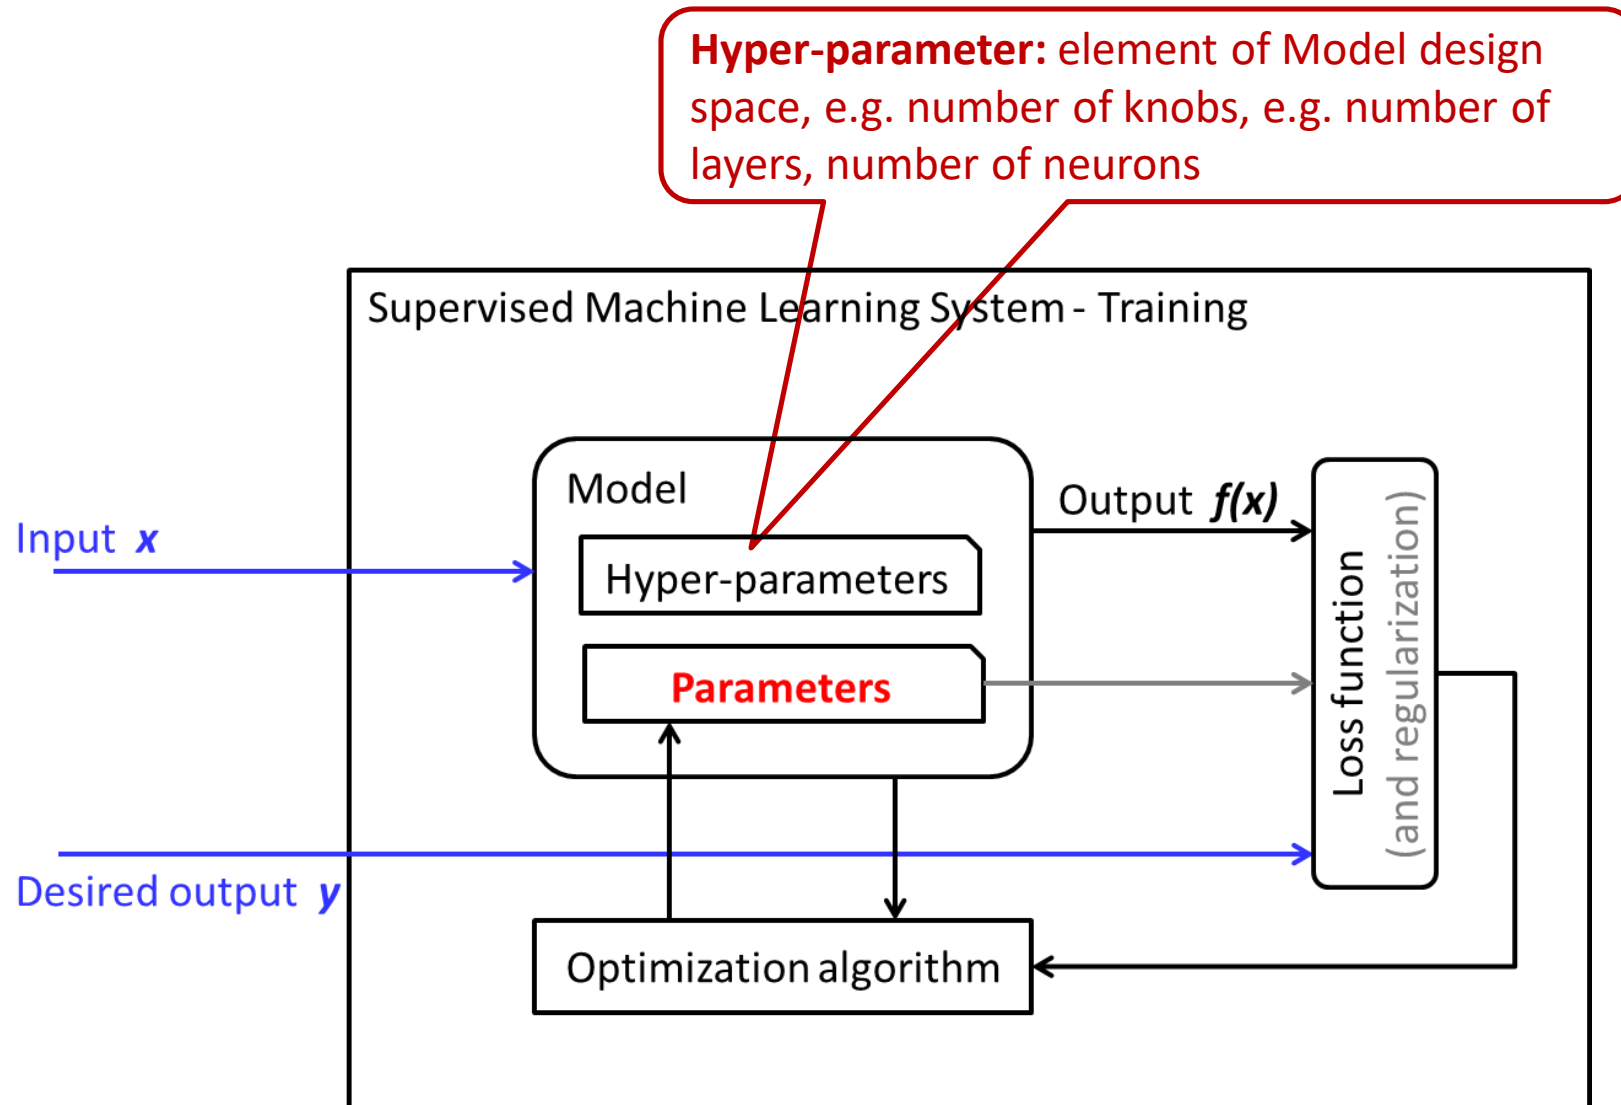 Hyper-parameter: element of Model design
space, e.g. number of knobs, e.g. number of
layers, number of neurons
Supervised Machine Learning System - Training
Model
Output f(x)
Input x
Hyper-parameters
Parameters
Loss function
(and regularization)
Desired output y
Optimization algorithm